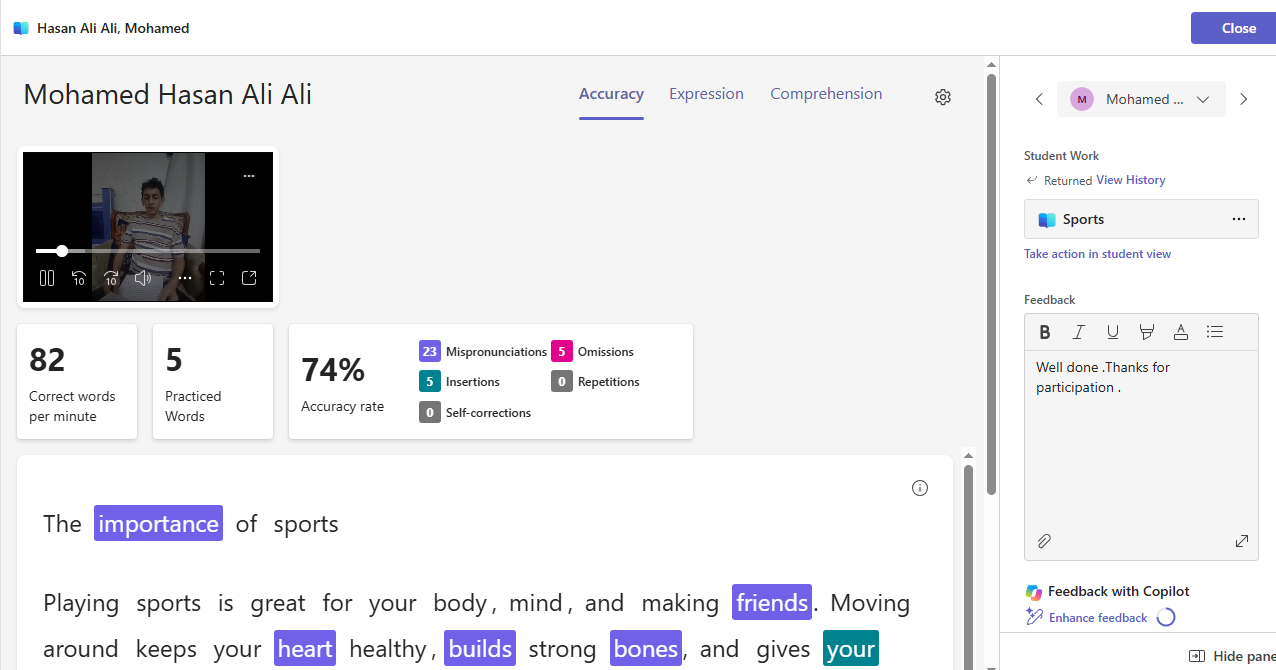 Hasan Ali Ali, Mohamed
Close
Mohamed Hasan Ali Ali
Accuracy Expression Comprehension
M Mohamed ...
Student Work
Returned View History
Sports
Take action in student view
10 10
82
Correct words
per minute
5
Practiced
Words
74%
Accuracy rate
23 Mispronunciations 5 Omissions
5 Insertions 0 Repetitions
0 Self-corrections
The importance of sports
Playing sports is great for your body, mind, and making friends. Moving
around keeps your heart healthy, builds strong bones, and gives your
Feedback
B I U A
Well done .Thanks for
participation .
Feedback with Copilot
Enhance feedback
Hide pane